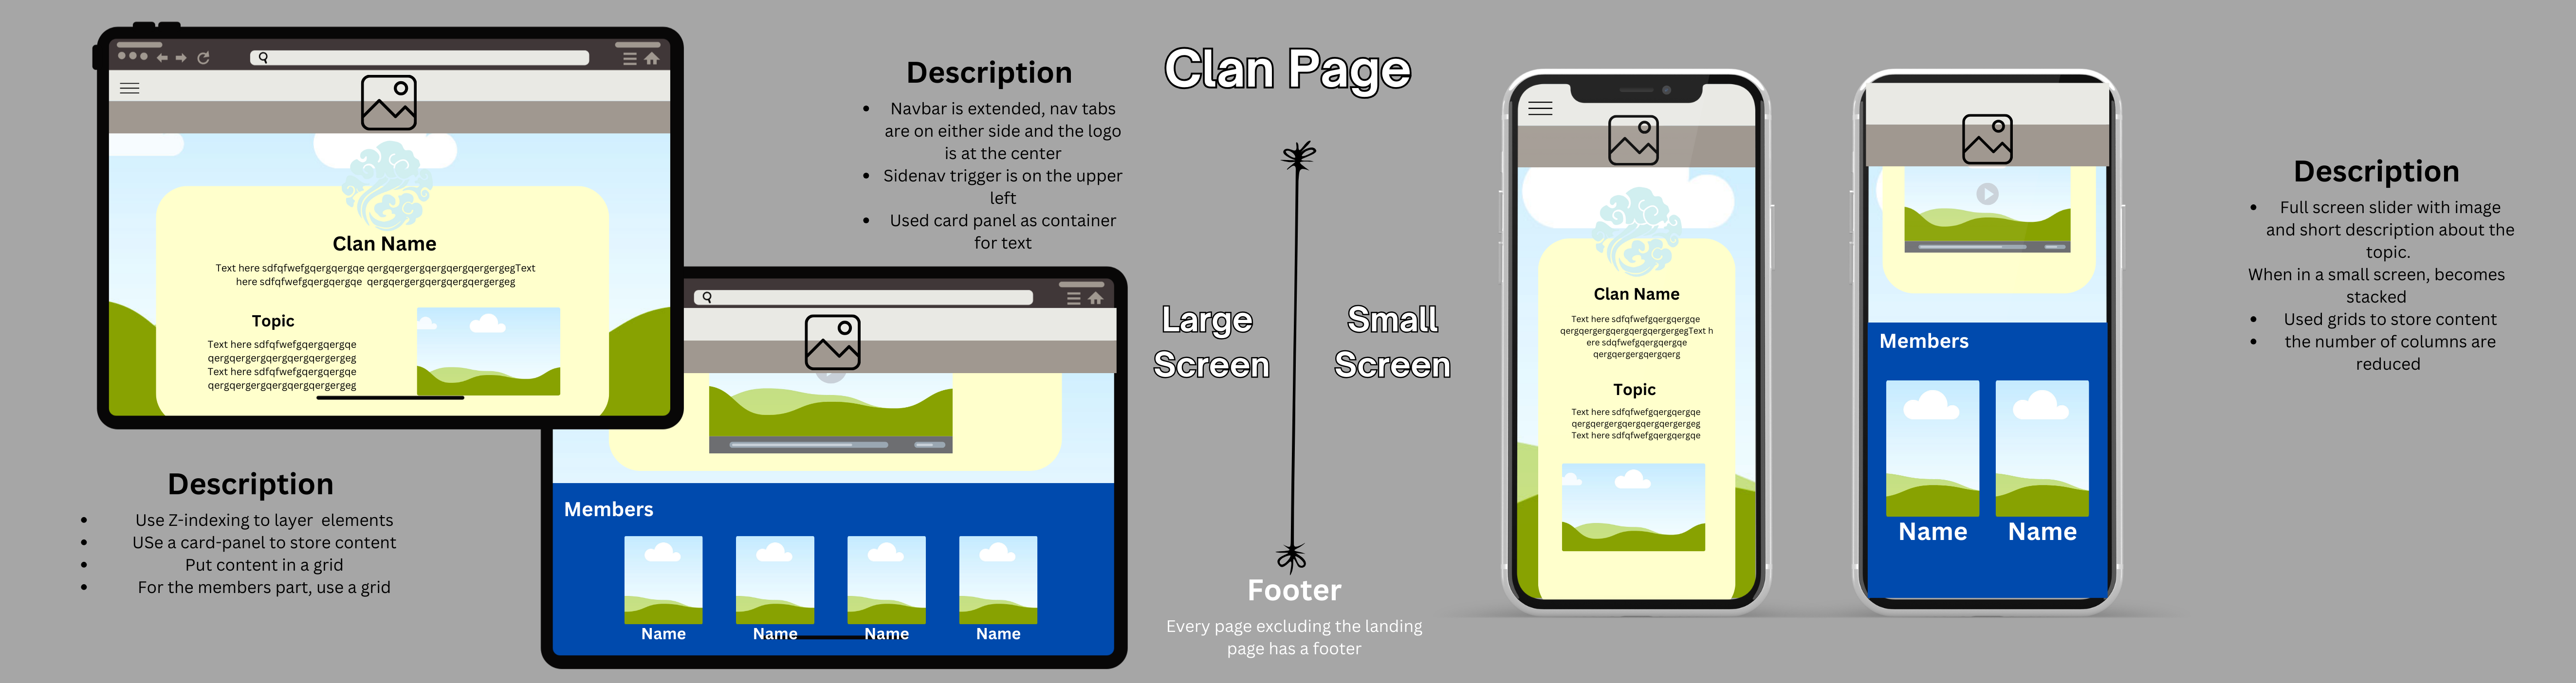 Clan Page
Description
Navbar is extended, nav tabs
are on either side and the logo
is at the center
Sidenav trigger is on the upper
left
Used card panel as container
for text
Clan Name
Text here sdfqfwefgqergqergqe qergqergergqergqergqergergegText
here sdfqfwefgqergqergqe qergqergergqergqergqergergeg
Topic
Text here sdfqfwefgqergqergqe
qergqergergqergqergqergergeg
Text here sdfqfwefgqergqergqe
qergqergergqergqergqergergeg
Description
Use Z-indexing to layer elements
USe a card-panel to store content
Put content in a grid
For the members part, use a grid
Members
Name
Name
Name
Name
Large
Screen
Small
Screen
Footer
Every page excluding the landing
page has a footer
Clan Name
Text here sdfqfwefgqergqergqe
qergqergergqergqergqergergegText h
ere sdfqfwefgqergqergqe
qergqergergqergqerg
Topic
Text here sdfqfwefgqergqergqe
qergqergergqergqergqergergeg
Text here sdfqfwefgqergqergqe
Members
Name
Name
Description
Full screen slider with image
and short description about the
topic.
When in a small screen, becomes
stacked
Used grids to store content
the number of columns are
reduced